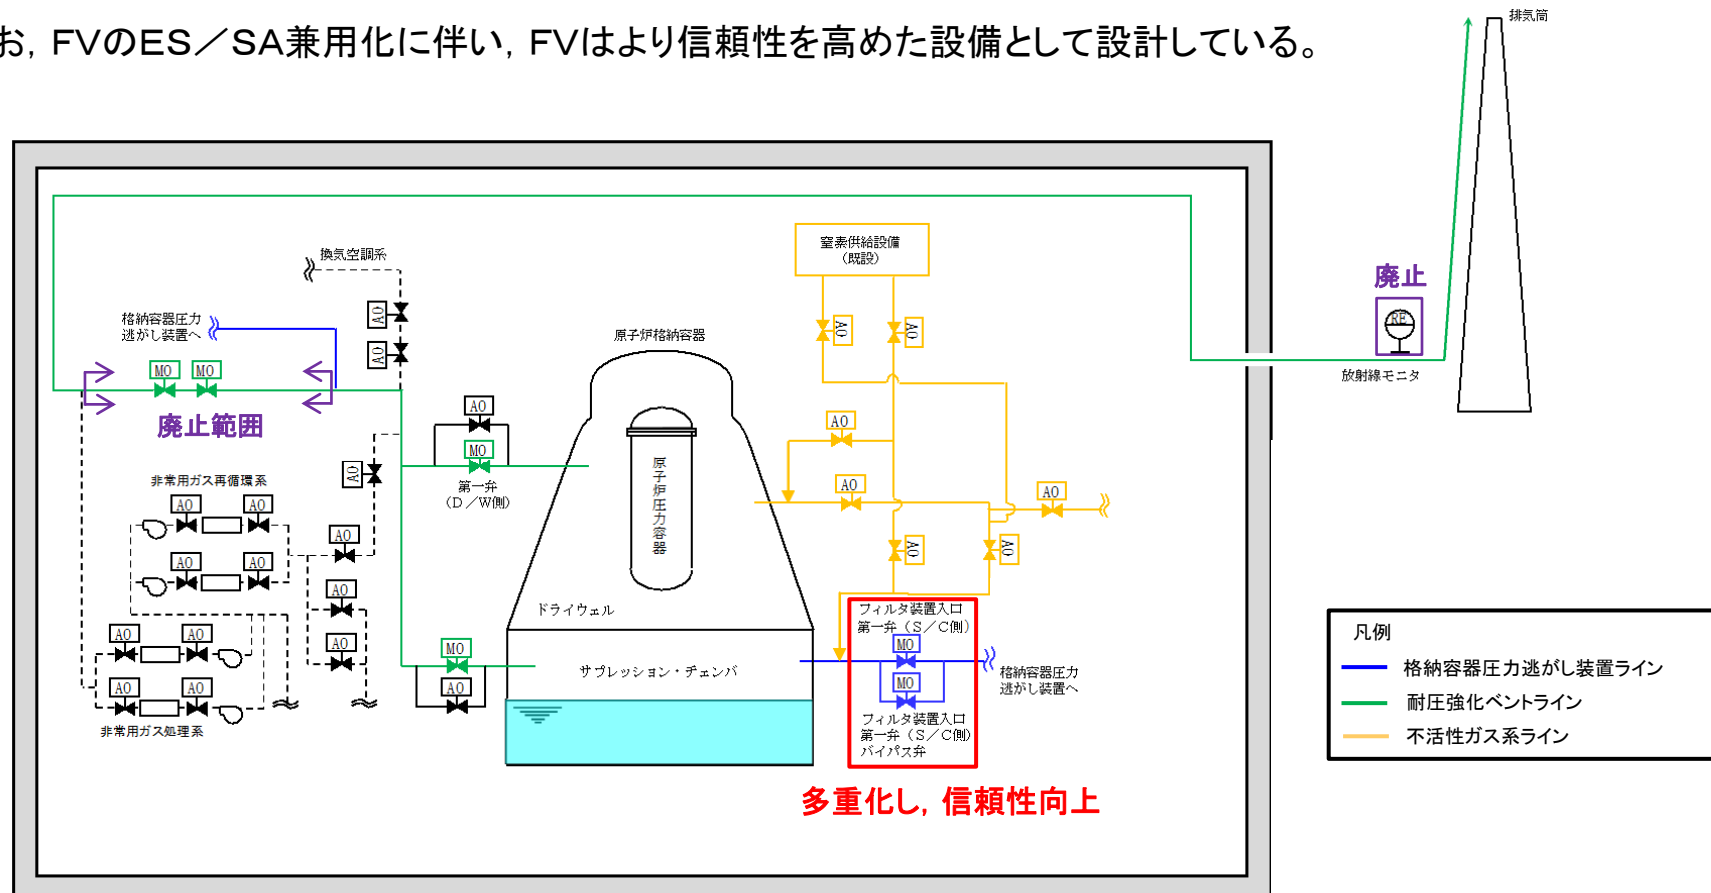 お，FVのES／SA兼用化に伴い，FVはより信頼性を高めた設備として設計している。
排気筒
換気空調系
窒素供給設備
（既設）
廃止
RE
放射線モニタ
格納容器圧力
逃がし装置へ
原子炉格納容器
AO
AO
AO
AO
MO
MO
廃止範囲
AO
MO
第一弁
（D／W側）
AO
AO
AO
AO
原子炉圧力容器
非常用ガス再循環系
AO
AO
AO
AO
AO
AO
AO
AO
AO
ドライウェル
フィルタ装置入口
第一弁（S／C側）
MO
MO
フィルタ装置入口
第一弁（S／C側）
バイパス弁
格納容器圧力
逃がし装置へ
AO
AO
AO
AO
非常用ガス処理系
MO
AO
サプレッション・チェンバ
多重化し，信頼性向上
凡例
格納容器圧力逃がし装置ライン
耐圧強化ベントライン
不活性ガス系ライン